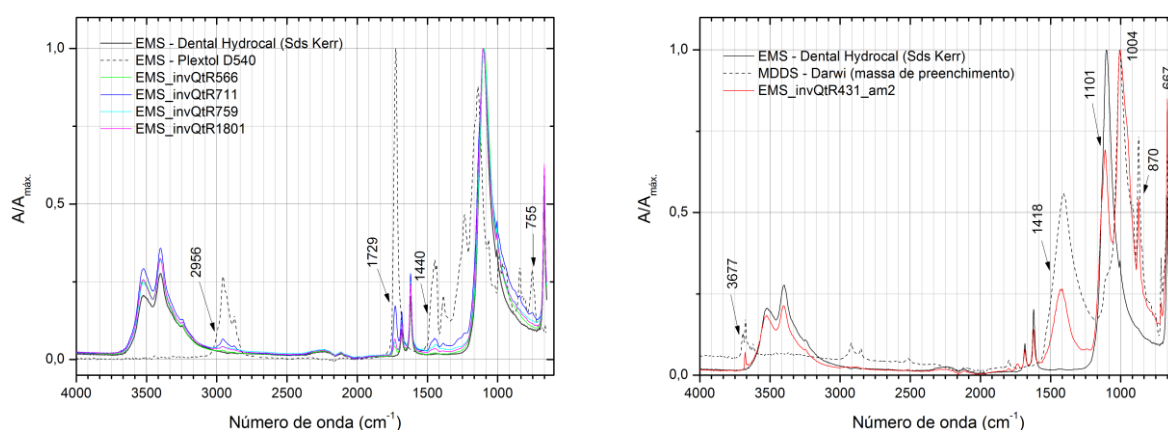 EMS - Dental Hydrocal (Sds Kerr)
EMS - Plextol D540
EMS_invQtR566
EMS_invQtR711
EMS_invQtR759
EMS_invQtR1801
1,0
0,5
0,0
A/Amáx.
2956
1729
1440
755
4000 3500 3000 2500 2000 1500 1000
Número de onda (cm-1)
EMS - Dental Hydrocal (Sds Kerr)
MDDS - Darwi (massa de preenchimento)
EMS_invQtR431_am2
1,0
0,5
0,0
A/Amáx.
3677
1418
1101
1004
870
667
4000 3500 3000 2500 2000 1500 1000
Número de onda (cm-1)